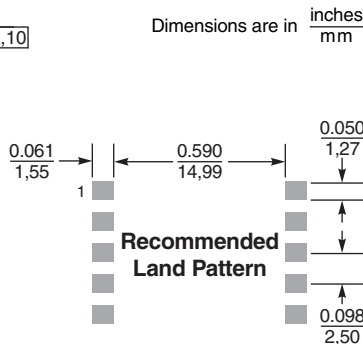 ,10
Dimensions are in inches
mm
0.061
1,55
0.590
14,99
0.050
1,27
1
Recommended
Land Pattern
0.098
2,50